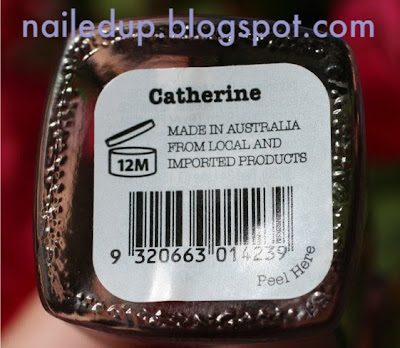 nailedup.blogspot.com
Catherine
12M
MADE IN AUSTRALIA
FROM LOCAL AND
IMPORTED PRODUCTS
9 320663 014239
Peel Here